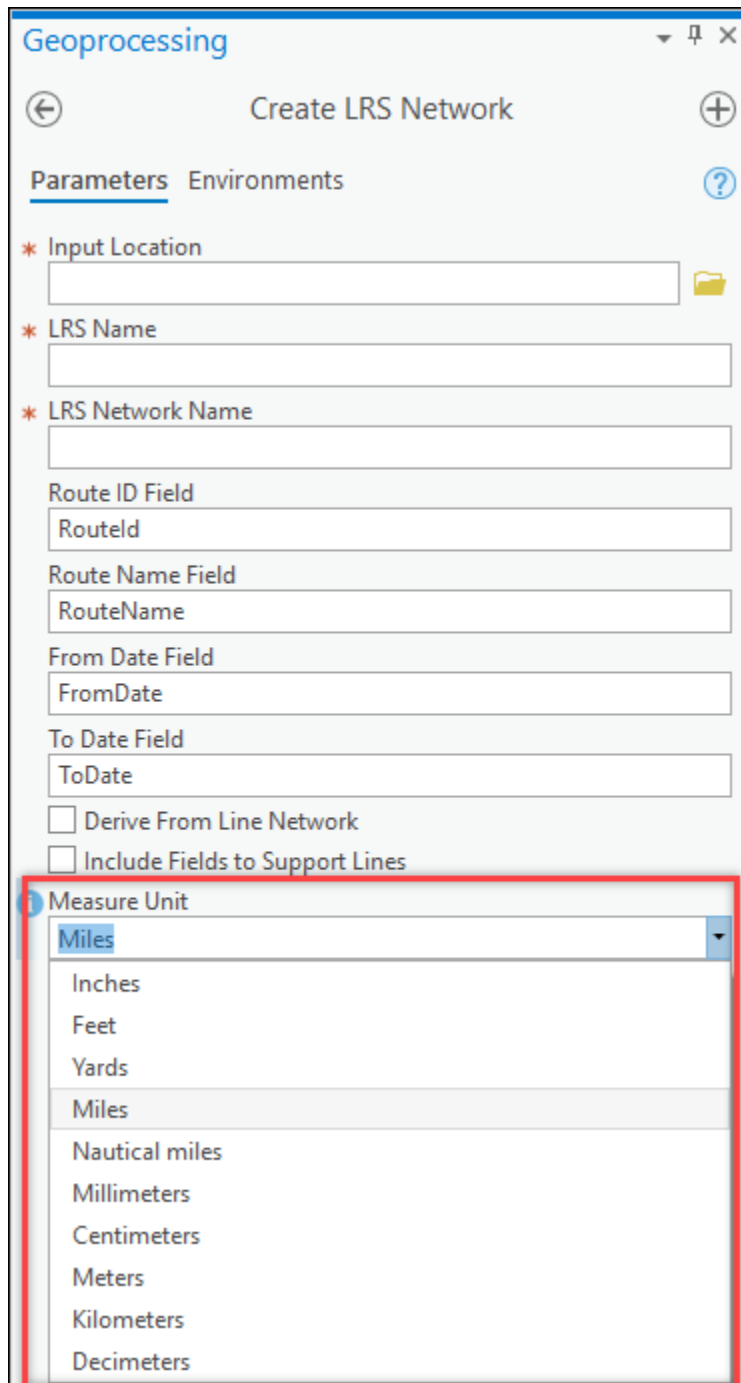 Geoprocessing
Create LRS Network
Parameters Environments
* Input Location
* LRS Name
* LRS Network Name
Route ID Field
RouteId
Route Name Field
RouteName
From Date Field
FromDate
To Date Field
ToDate
Derive From Line Network
Include Fields to Support Lines
Measure Unit
Miles
Inches
Feet
Yards
Miles
Nautical miles
Millimeters
Centimeters
Meters
Kilometers
Decimeters